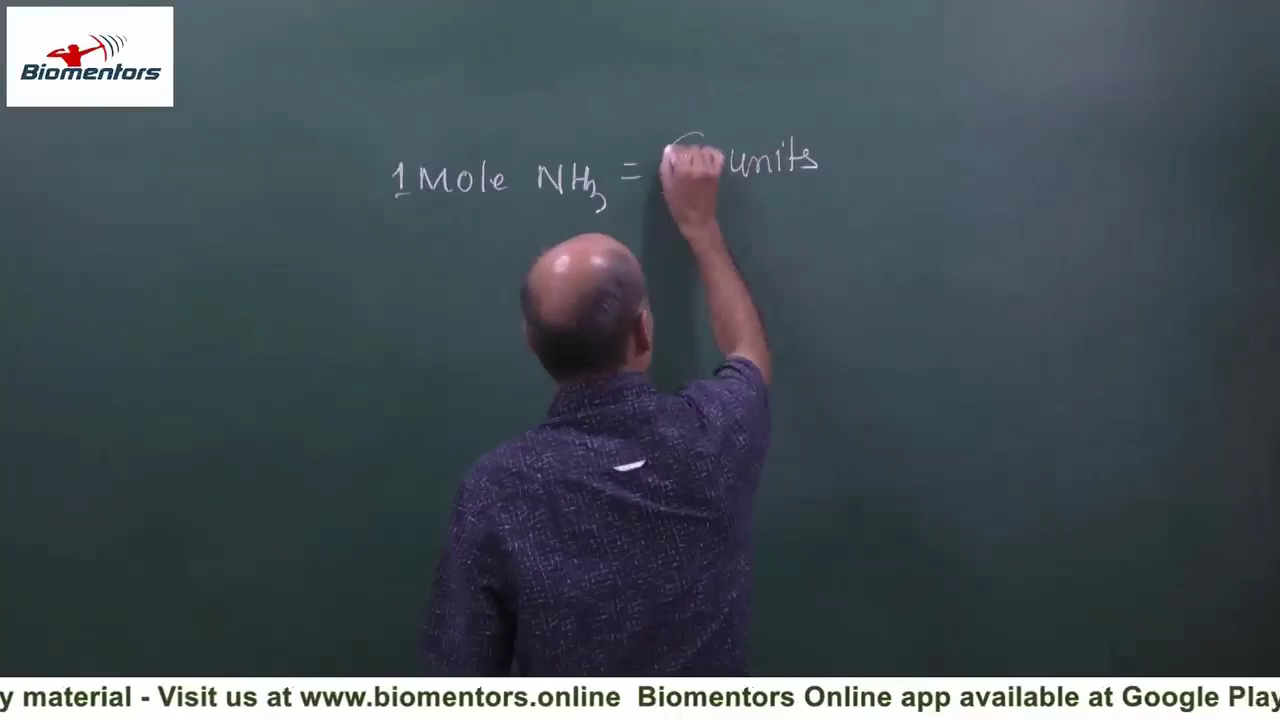 Biomentors
1 Mole NH3 = units
y material - Visit us at www.biomentors.online Biomentors Online app available at Google Play